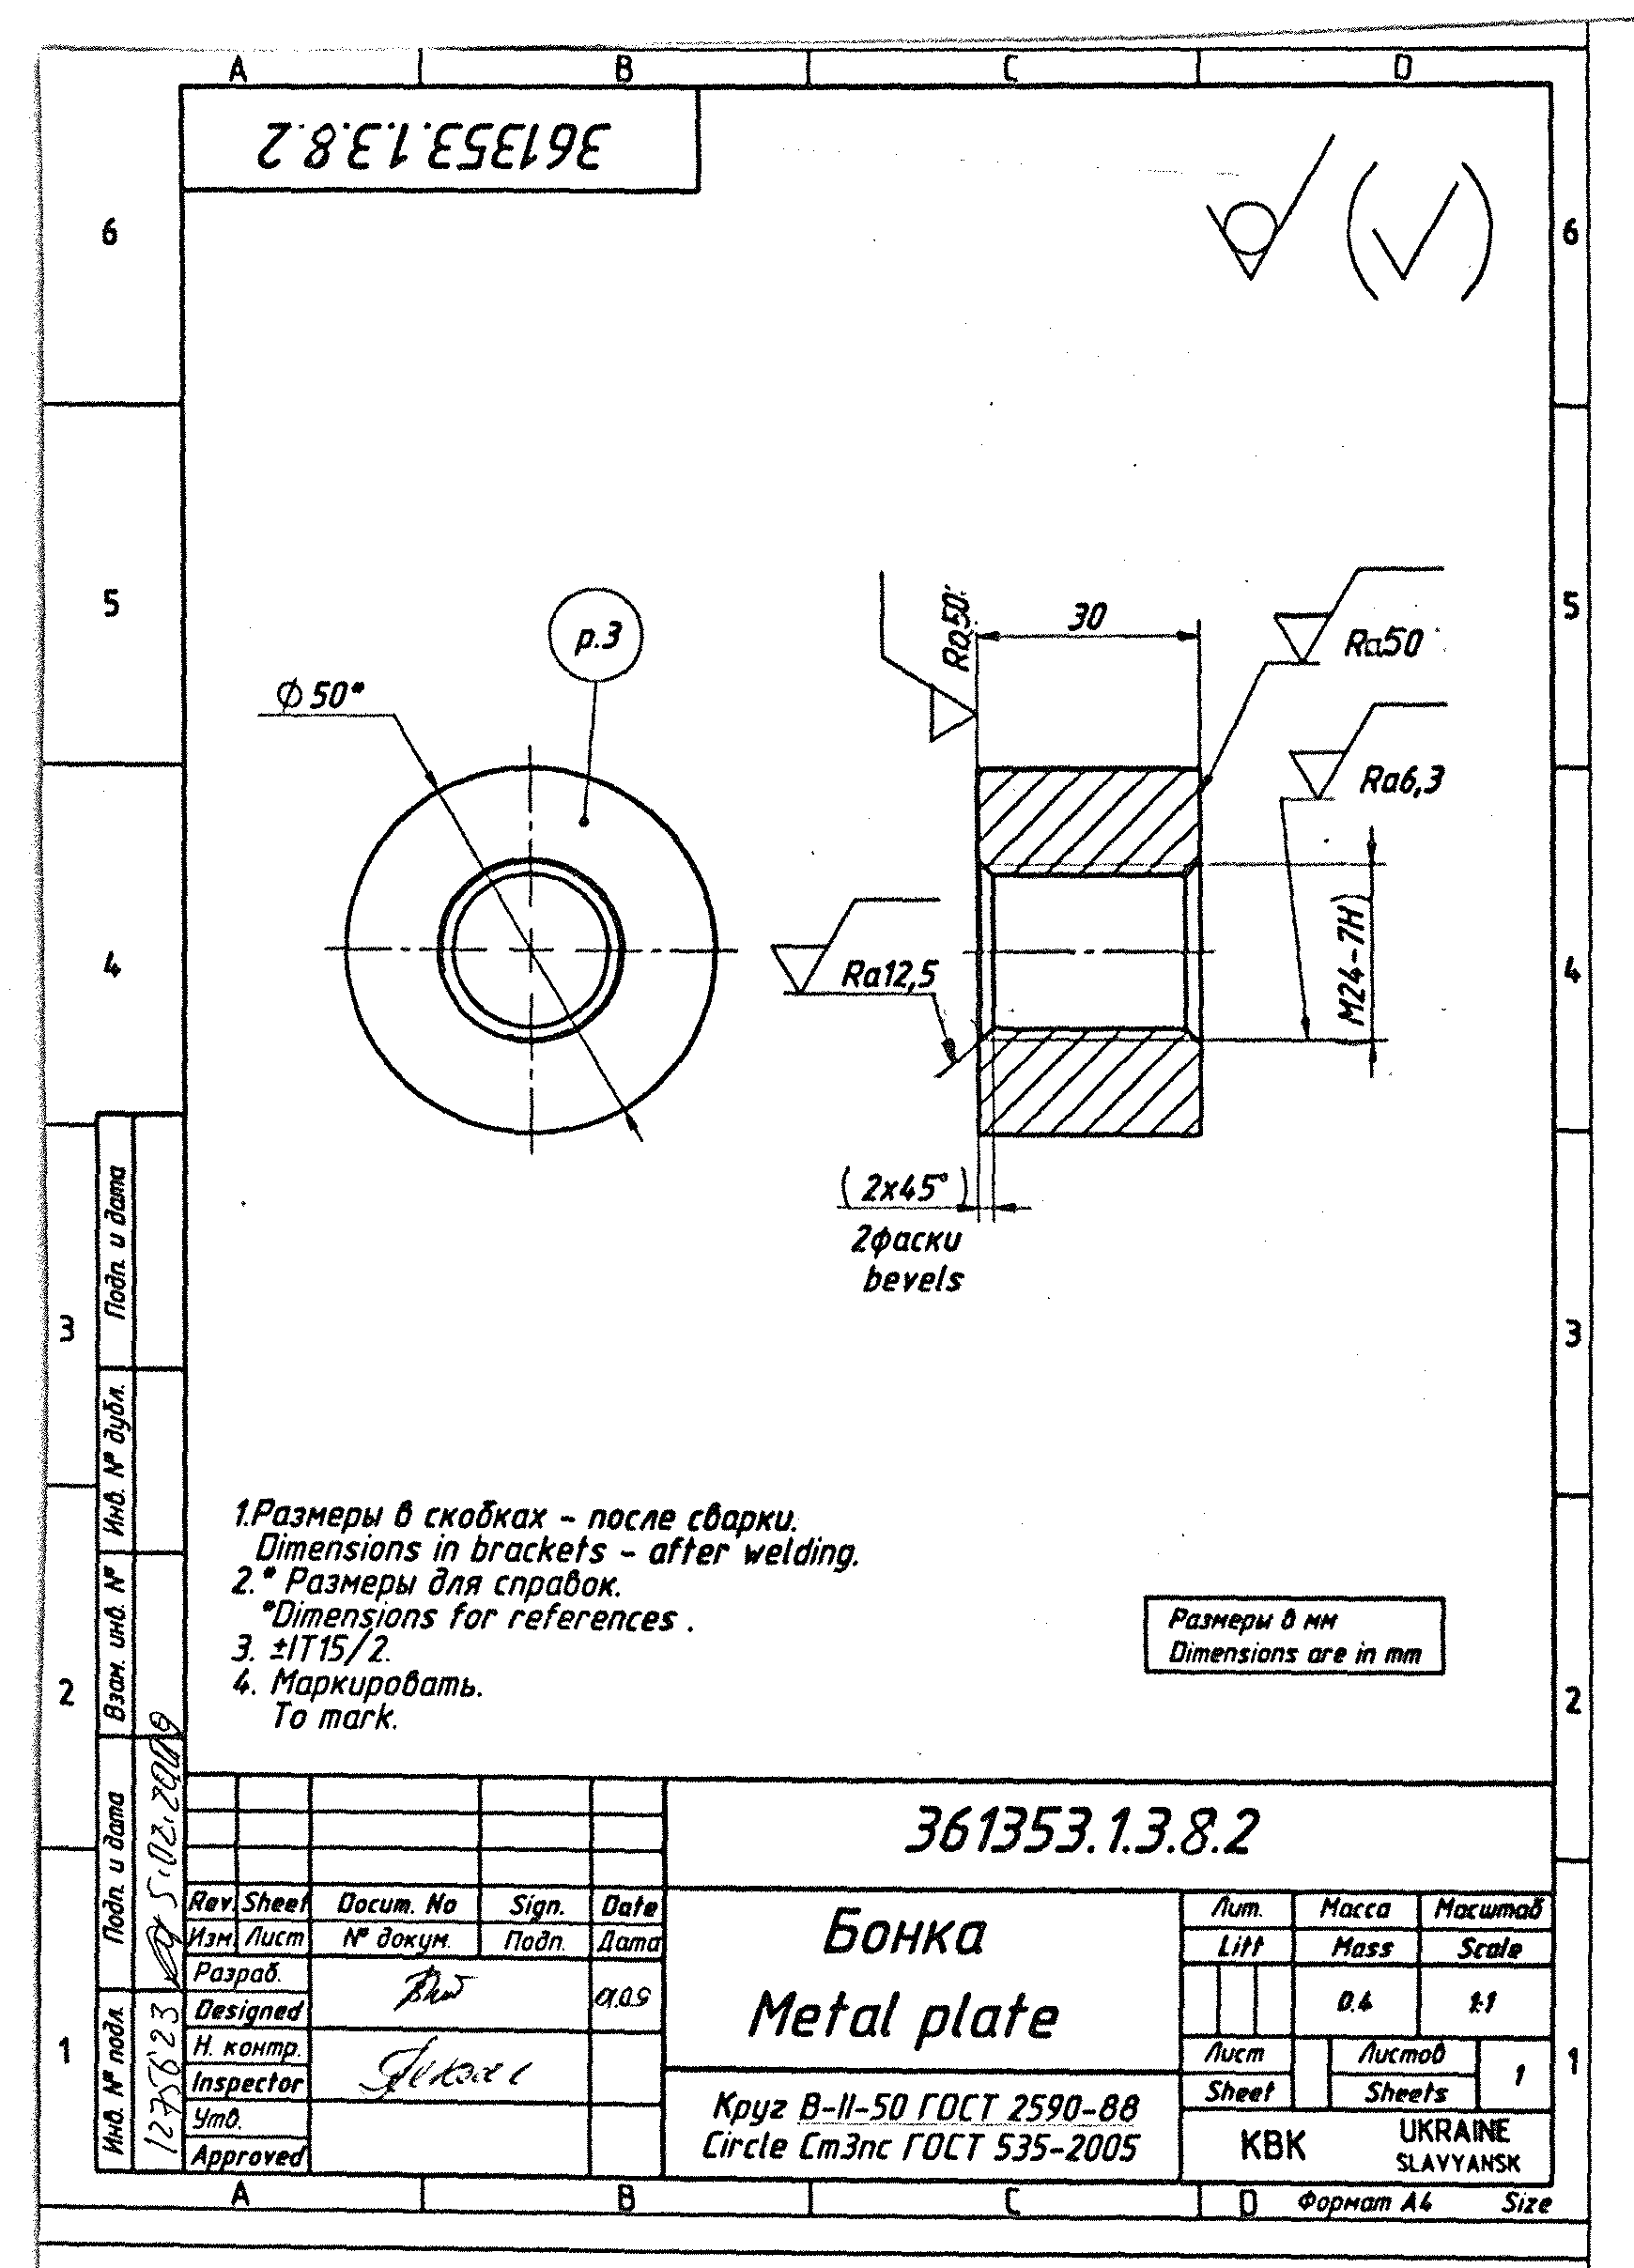 A B C D
361353.1.3.8.2
6 6
5 5
4 4
3 3
2 2
1 1
p.3
⌀50*
Ra50
30
Ra50
Ra6,3
M24-7H)
Ra12,5
(2x45°)
2фаски
bevels
1.Размеры в скобках - после сварки.
Dimensions in brackets - after welding.
2.* Размеры для справок.
*Dimensions for references .
3. ±IT15/2.
4. Маркировать.
To mark.
Размеры в мм
Dimensions are in mm
Подп. и дата
Инв. № дубл.
Взам. инв. №
Подп. и дата
Инв. № подл.
361353.1.3.8.2
Rev. Sheet Docum. No Sign. Date
Изм. Лист № докум. Подп. Дата
Разраб.
Designed
Н. контр.
Inspector
Утв.
Approved
Бонка
Metal plate
Круг В-II-50 ГОСТ 2590-88
Circle Ст3пс ГОСТ 535-2005
Лит. Масса Масштаб
Litt Mass Scale
0.4 1:1
Лист Листов
Sheet Sheets 1
KBK UKRAINE
SLAVYANSK
A B C D Формат А4 Size